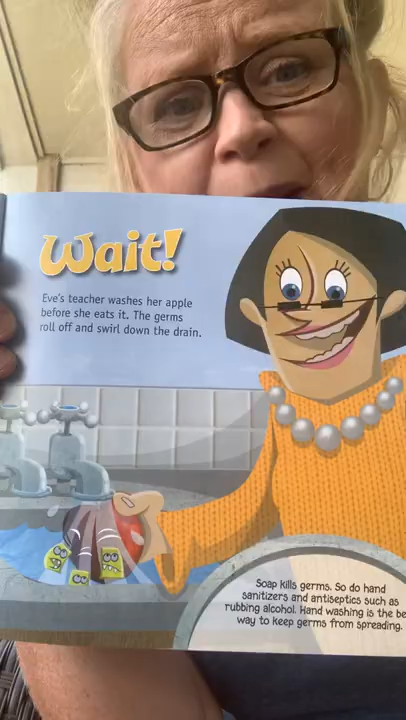 Wait!
Eve's teacher washes her apple
before she eats it. The germs
roll off and swirl down the drain.
Soap kills germs. So do hand
sanitizers and antiseptics such as
rubbing alcohol. Hand washing is the
way to keep germs from spreading.